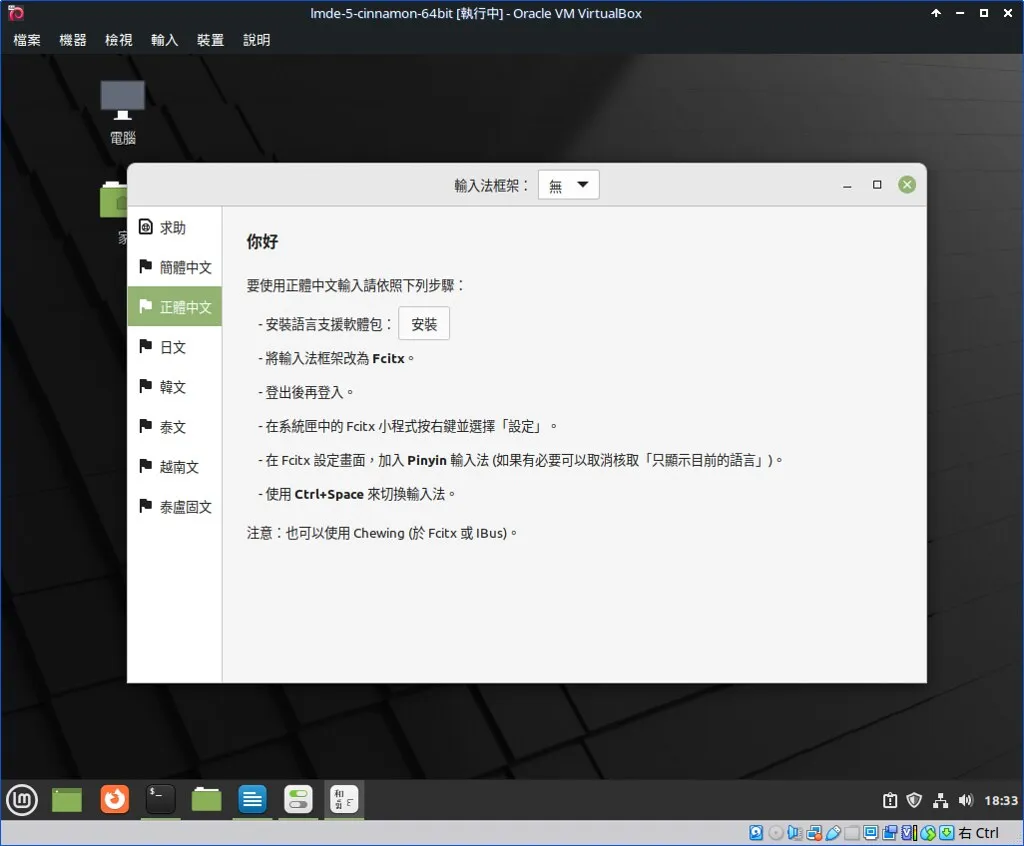 lmde-5-cinnamon-64bit [執行中] - Oracle VM VirtualBox
檔案 機器 檢視 輸入 裝置 說明
電腦
家
輸入法框架： 無
求助
簡體中文
正體中文
日文
韓文
泰文
越南文
泰盧固文
你好
要使用正體中文輸入請依照下列步驟：
- 安裝語言支援軟體包： 安裝
- 將輸入法框架改為 Fcitx。
- 登出後再登入。
- 在系統匣中的 Fcitx 小程式按右鍵並選擇「設定」。
- 在 Fcitx 設定畫面，加入 Pinyin 輸入法 (如果有必要可以取消核取「只顯示目前的語言」)。
- 使用 Ctrl+Space 來切換輸入法。
注意：也可以使用 Chewing (於 Fcitx 或 IBus)。
18:33
右 Ctrl